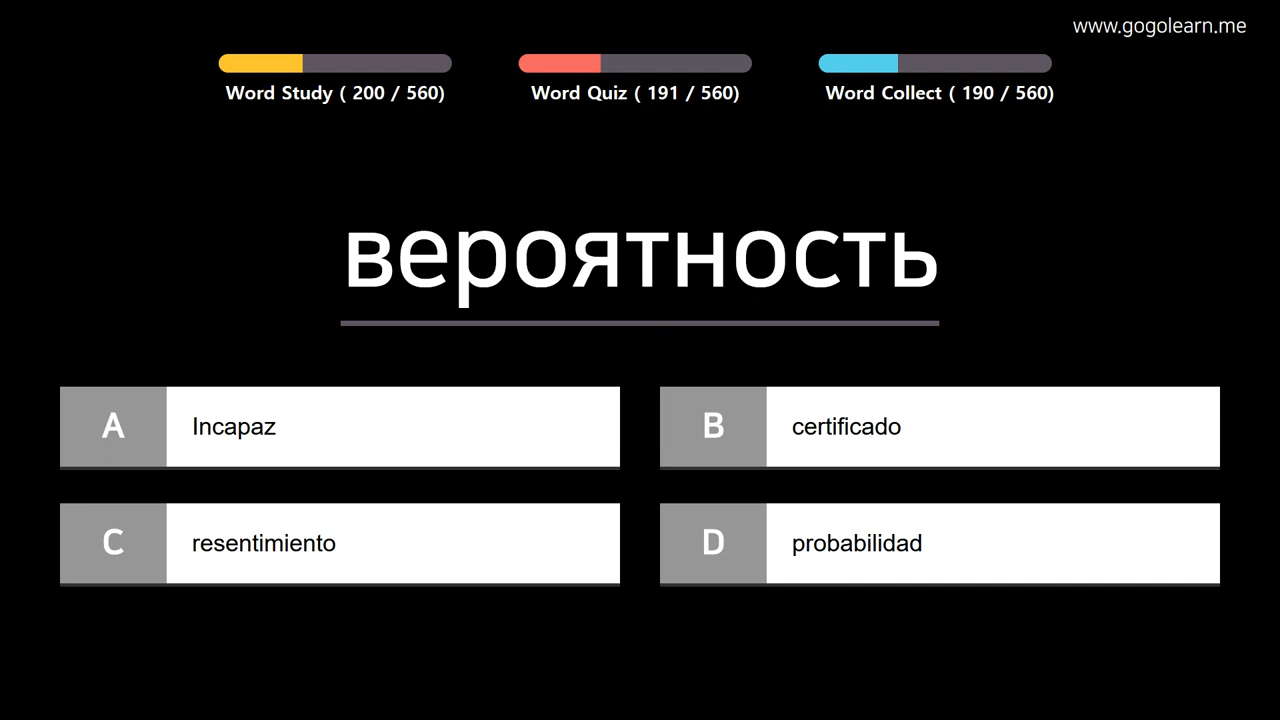 www.gogolearn.me
Word Study ( 200 / 560)
Word Quiz ( 191 / 560)
Word Collect ( 190 / 560)
вероятность
A Incapaz
B certificado
C resentimiento
D probabilidad